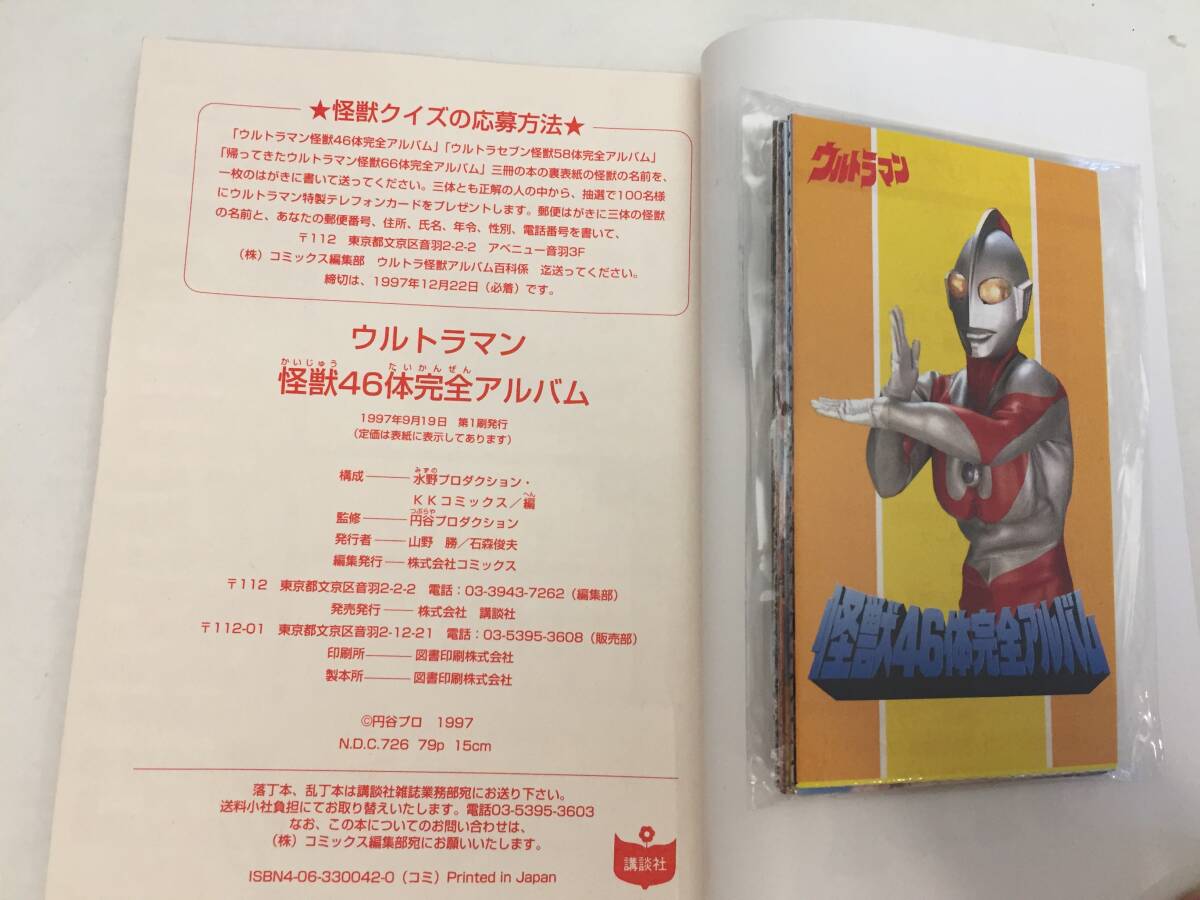 ★怪獣クイズの応募方法★
「ウルトラマン怪獣46体完全アルバム」「ウルトラセブン怪獣58体完全アルバム」
「帰ってきたウルトラマン怪獣66体完全アルバム」三冊の本の裏表紙の怪獣の名前を、
一枚のはがきに書いて送ってください。三体とも正解の人の中から、抽選で100名様
にウルトラマン特製テレフォンカードをプレゼントします。郵便はがきに三体の怪獣
の名前と、あなたの郵便番号、住所、氏名、年令、性別、電話番号を書いて、
〒112 東京都文京区音羽2-2-2 アベニュー音羽3F
(株)コミックス編集部 ウルトラ怪獣アルバム百科係 迄送ってください。
締切は、1997年12月22日(必着)です。
ウルトラマン
かいじゅう たいかんぜん
怪獣46体完全アルバム
1997年9月19日 第1刷発行
(定価は表紙に表示してあります)
みずの
構成――水野プロダクション・
KKコミックス/編
へん
つぶらや
監修――円谷プロダクション
発行者――山野 勝/石森俊夫
編集発行――株式会社コミックス
〒112 東京都文京区音羽2-2-2 電話:03-3943-7262(編集部)
発売発行――株式会社 講談社
〒112-01 東京都文京区音羽2-12-21 電話:03-5395-3608(販売部)
印刷所――図書印刷株式会社
製本所――図書印刷株式会社
©円谷プロ 1997
N.D.C.726 79p 15cm
落丁本、乱丁本は講談社雑誌業務部宛にお送り下さい。
送料小社負担にてお取り替えいたします。電話03-5395-3603
なお、この本についてのお問い合わせは、
(株)コミックス編集部宛にお願いいたします。
講談社
ISBN4-06-330042-0(コミ)Printed in Japan
ウルトラマン
怪獣46体完全アルバム